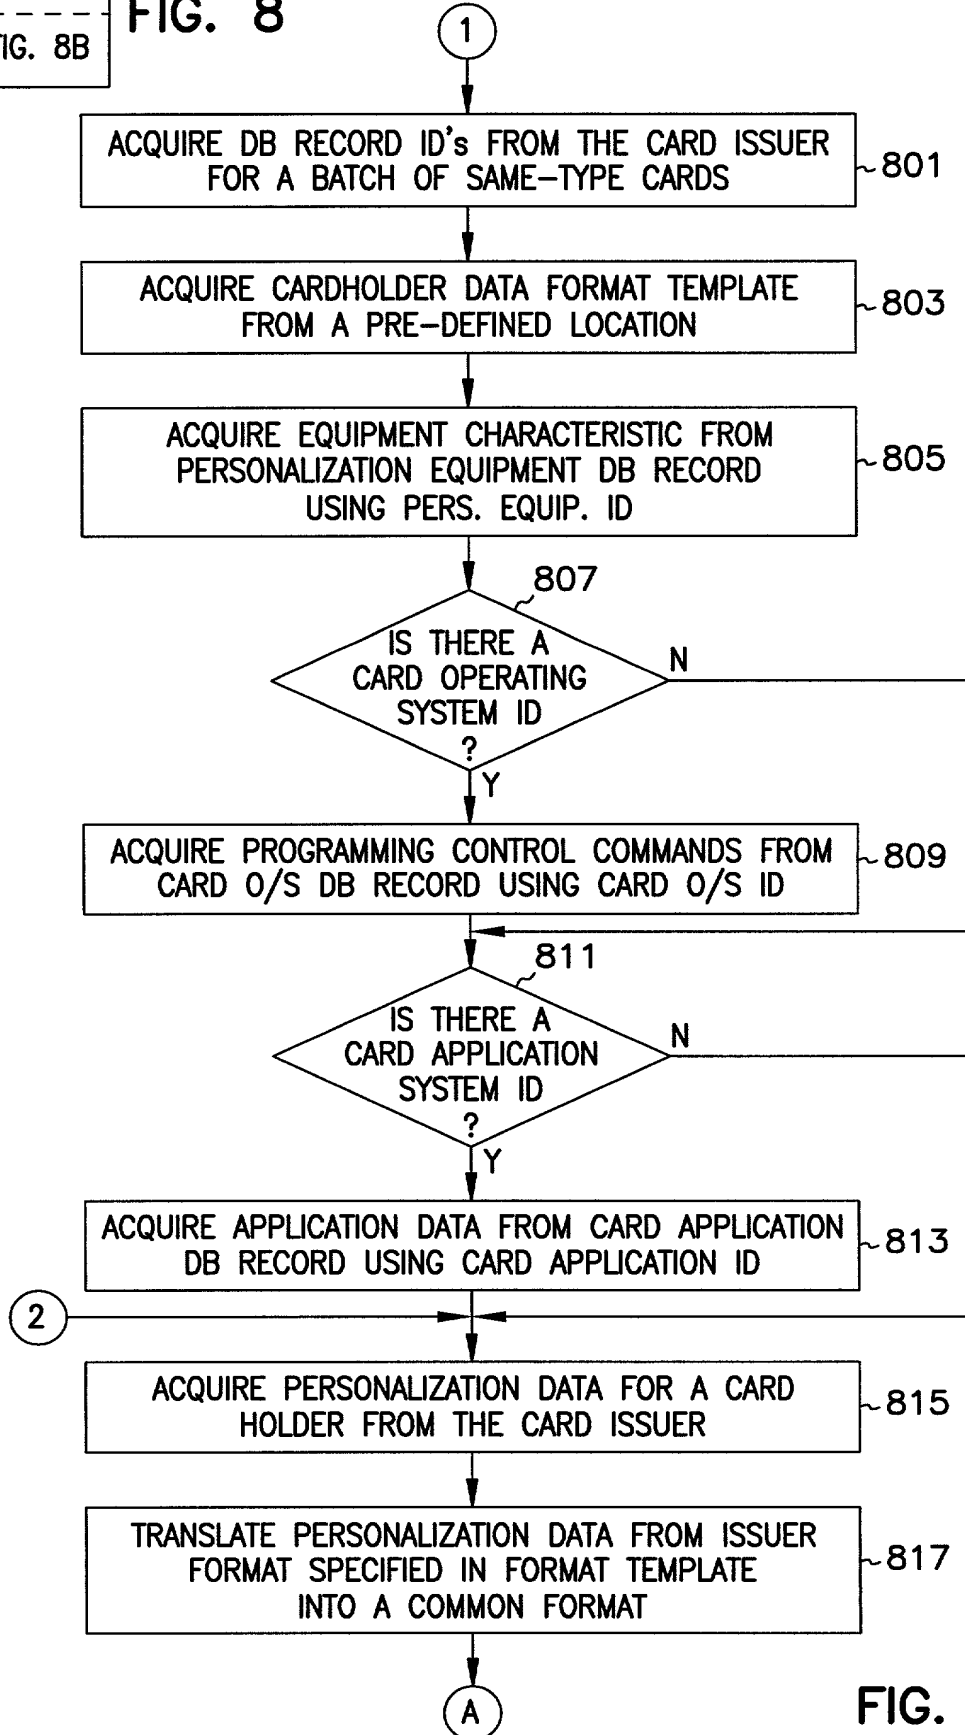 FIG. 8
FIG. 8B
1
ACQUIRE DB RECORD ID's FROM THE CARD ISSUER
FOR A BATCH OF SAME-TYPE CARDS
801
ACQUIRE CARDHOLDER DATA FORMAT TEMPLATE
FROM A PRE-DEFINED LOCATION
803
ACQUIRE EQUIPMENT CHARACTERISTIC FROM
PERSONALIZATION EQUIPMENT DB RECORD
USING PERS. EQUIP. ID
805
807
IS THERE A
CARD OPERATING
SYSTEM ID
?
N
Y
ACQUIRE PROGRAMMING CONTROL COMMANDS FROM
CARD O/S DB RECORD USING CARD O/S ID
809
811
IS THERE A
CARD APPLICATION
SYSTEM ID
?
N
Y
ACQUIRE APPLICATION DATA FROM CARD APPLICATION
DB RECORD USING CARD APPLICATION ID
813
2
ACQUIRE PERSONALIZATION DATA FOR A CARD
HOLDER FROM THE CARD ISSUER
815
TRANSLATE PERSONALIZATION DATA FROM ISSUER
FORMAT SPECIFIED IN FORMAT TEMPLATE
INTO A COMMON FORMAT
817
A
FIG.